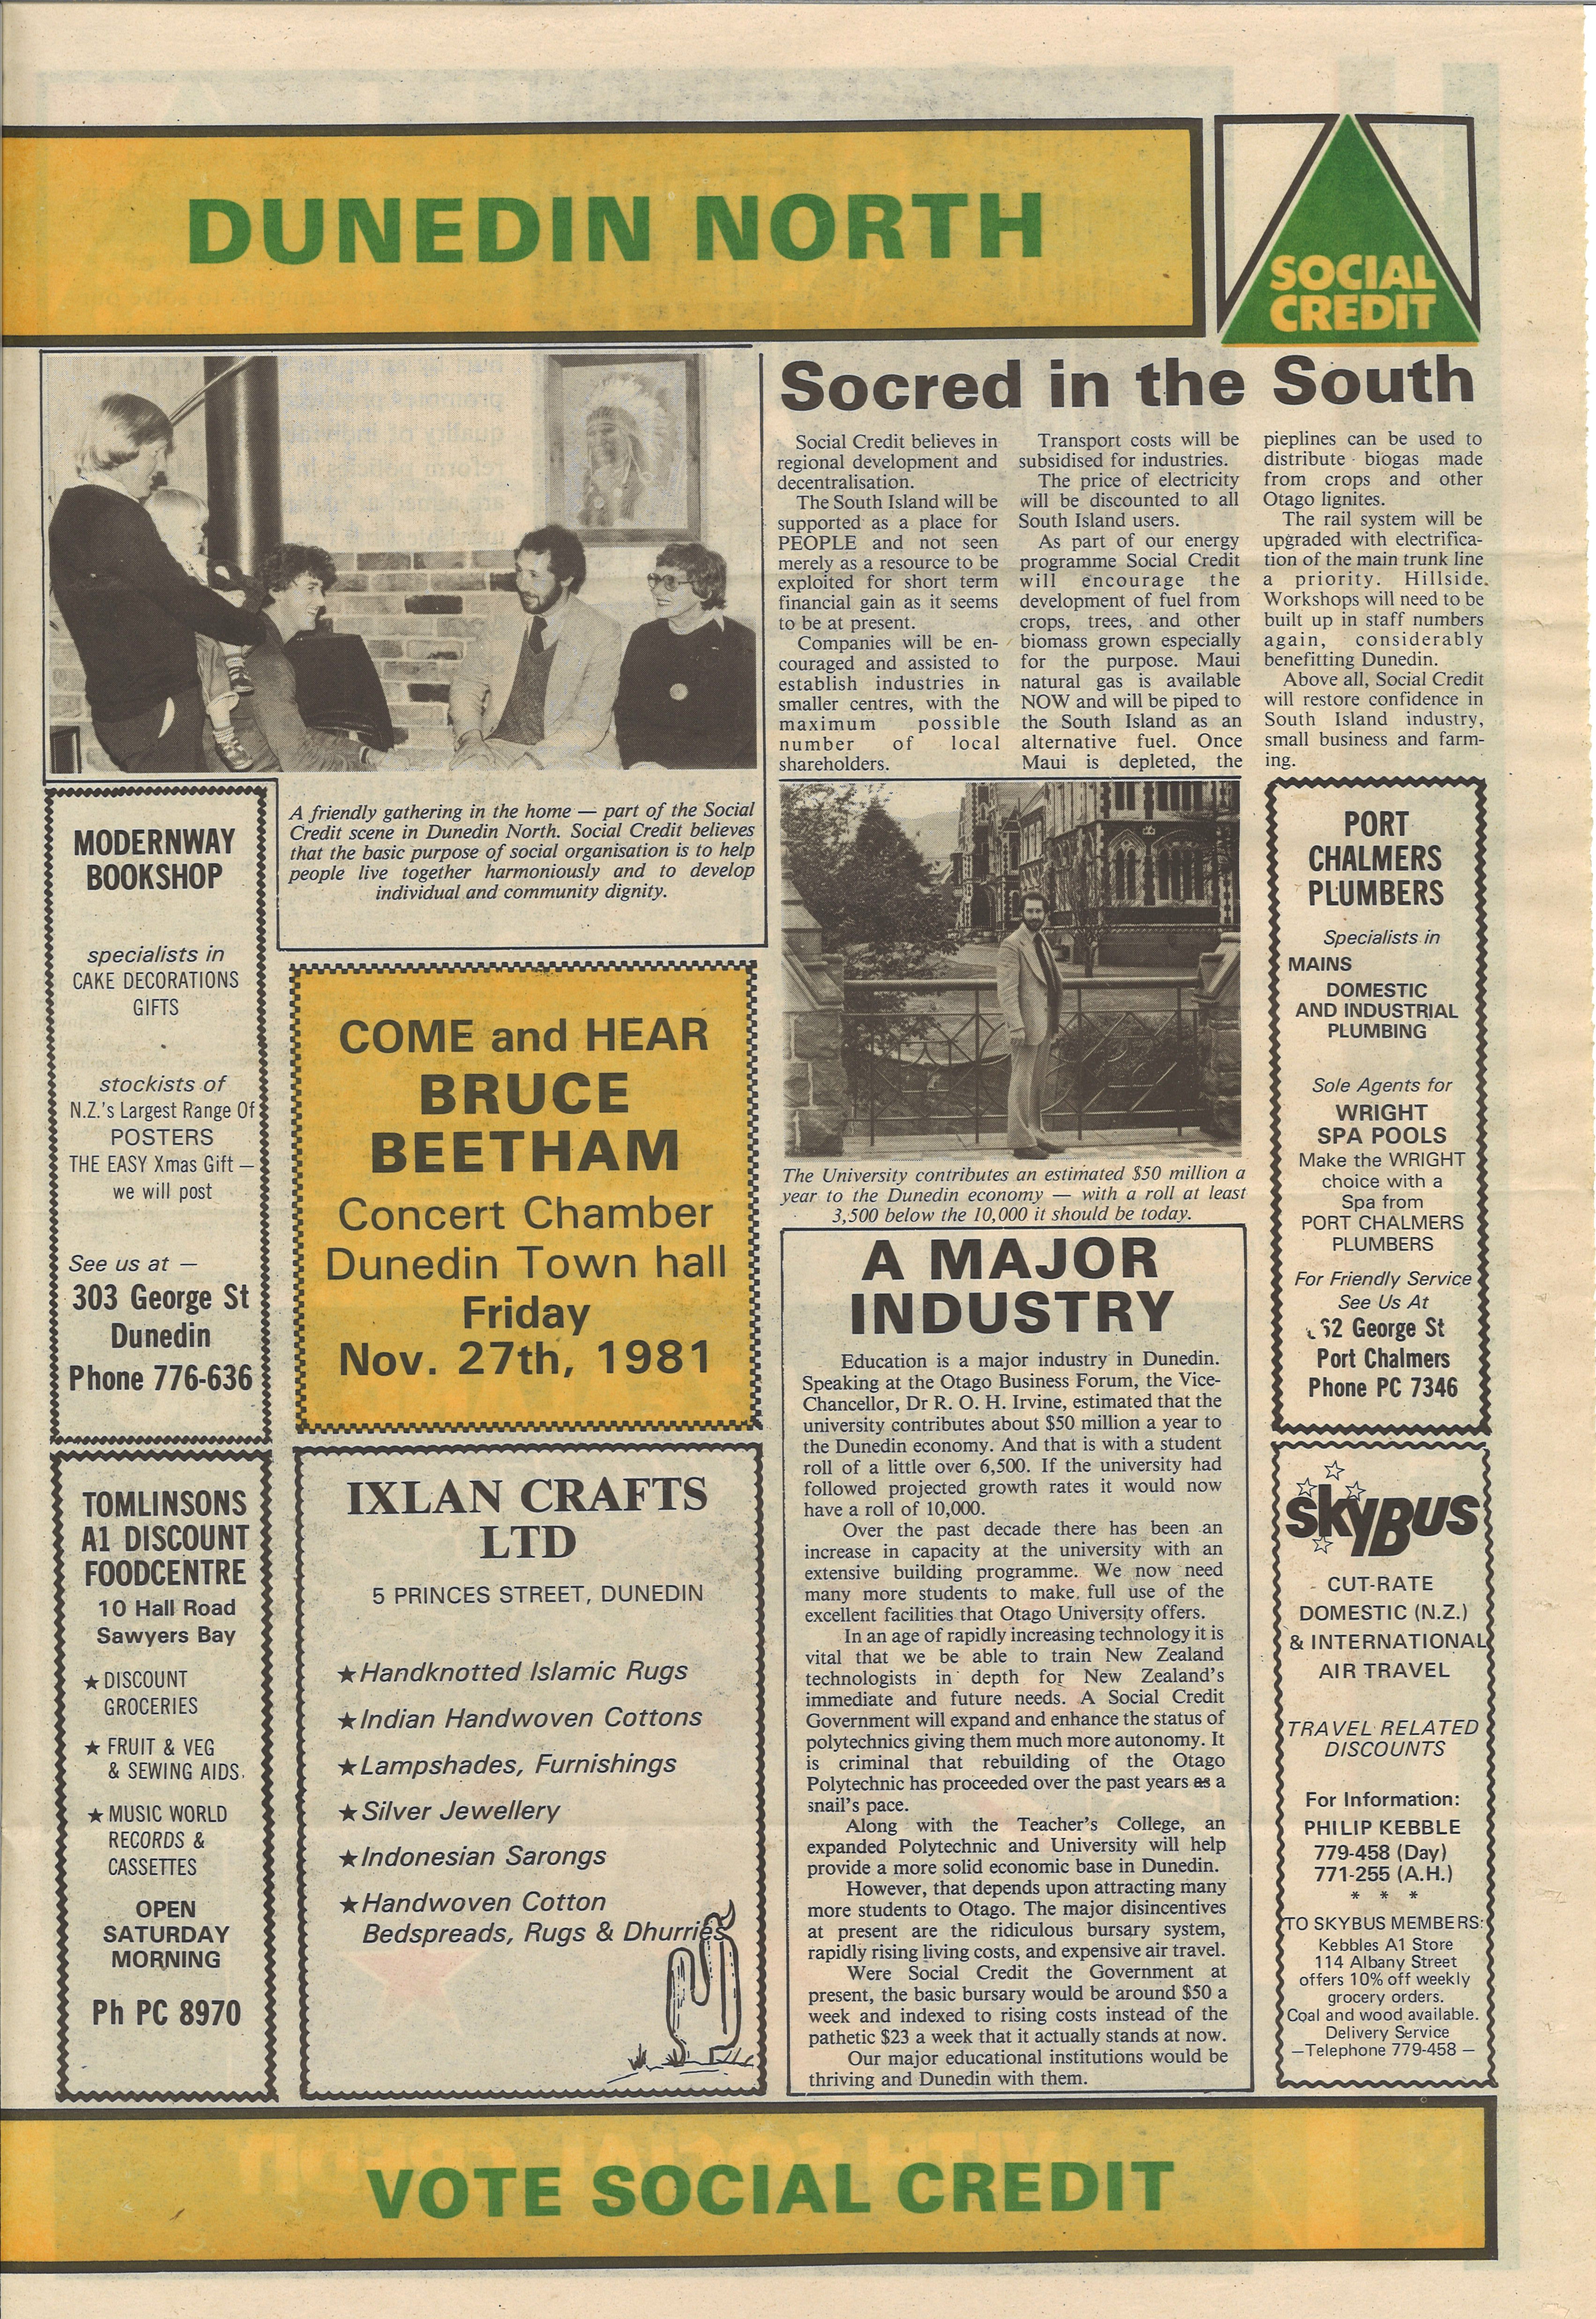 DUNEDIN NORTH
SOCIAL
CREDIT
Socred in the South
Social Credit believes in
regional development and
decentralisation.
The South Island will be
supported as a place for
PEOPLE and not seen
merely as a resource to be
exploited for short term
financial gain as it seems
to be at present.
Companies will be en-
couraged and assisted to
establish industries in
smaller centres, with the
maximum possible
number of local
shareholders.
Transport costs will be
subsidised for industries.
The price of electricity
will be discounted to all
South Island users.
As part of our energy
programme Social Credit
will encourage the
development of fuel from
crops, trees, and other
biomass grown especially
for the purpose. Maui
natural gas is available
NOW and will be piped to
the South Island as an
alternative fuel. Once
Maui is depleted, the
pieplines can be used to
distribute biogas made
from crops and other
Otago lignites.
The rail system will be
upgraded with electrifica-
tion of the main trunk line
a priority. Hillside
Workshops will need to be
built up in staff numbers
again, considerably
benefitting Dunedin.
Above all, Social Credit
will restore confidence in
South Island industry,
small business and farm-
ing.
A friendly gathering in the home — part of the Social
Credit scene in Dunedin North. Social Credit believes
that the basic purpose of social organisation is to help
people live together harmoniously and to develop
individual and community dignity.
MODERNWAY
BOOKSHOP
specialists in
CAKE DECORATIONS
GIFTS
stockists of
N.Z.'s Largest Range Of
POSTERS
THE EASY Xmas Gift —
we will post
See us at —
303 George St
Dunedin
Phone 776-636
COME and HEAR
BRUCE
BEETHAM
Concert Chamber
Dunedin Town hall
Friday
Nov. 27th, 1981
The University contributes an estimated $50 million a
year to the Dunedin economy — with a roll at least
3,500 below the 10,000 it should be today.
PORT
CHALMERS
PLUMBERS
Specialists in
MAINS
DOMESTIC
AND INDUSTRIAL
PLUMBING
Sole Agents for
WRIGHT
SPA POOLS
Make the WRIGHT
choice with a
Spa from
PORT CHALMERS
PLUMBERS
For Friendly Service
See Us At
George St
Port Chalmers
Phone PC 7346
A MAJOR
INDUSTRY
Education is a major industry in Dunedin.
Speaking at the Otago Business Forum, the Vice-
Chancellor, Dr R. O. H. Irvine, estimated that the
university contributes about $50 million a year to
the Dunedin economy. And that is with a student
roll of a little over 6,500. If the university had
followed projected growth rates it would now
have a roll of 10,000.
Over the past decade there has been an
increase in capacity at the university with an
extensive building programme. We now need
many more students to make full use of the
excellent facilities that Otago University offers.
In an age of rapidly increasing technology it is
vital that we be able to train New Zealand
technologists in depth for New Zealand's
immediate and future needs. A Social Credit
Government will expand and enhance the status of
polytechnics giving them much more autonomy. It
is criminal that rebuilding of the Otago
Polytechnic has proceeded over the past years as a
snail's pace.
Along with the Teacher's College, an
expanded Polytechnic and University will help
provide a more solid economic base in Dunedin.
However, that depends upon attracting many
more students to Otago. The major disincentives
at present are the ridiculous bursary system,
rapidly rising living costs, and expensive air travel.
Were Social Credit the Government at
present, the basic bursary would be around $50 a
week and indexed to rising costs instead of the
pathetic $23 a week that it actually stands at now.
Our major educational institutions would be
thriving and Dunedin with them.
TOMLINSONS
A1 DISCOUNT
FOODCENTRE
10 Hall Road
Sawyers Bay
★ DISCOUNT
GROCERIES
★ FRUIT & VEG
& SEWING AIDS.
★ MUSIC WORLD
RECORDS &
CASSETTES
OPEN
SATURDAY
MORNING
Ph PC 8970
IXLAN CRAFTS
LTD
5 PRINCES STREET, DUNEDIN
★ Handknotted Islamic Rugs
★ Indian Handwoven Cottons
★ Lampshades, Furnishings
★ Silver Jewellery
★ Indonesian Sarongs
★ Handwoven Cotton
Bedspreads, Rugs & Dhurries
SKYBUS
CUT-RATE
DOMESTIC (N.Z.)
& INTERNATIONAL
AIR TRAVEL
TRAVEL RELATED
DISCOUNTS
For Information:
PHILIP KEBBLE
779-458 (Day)
771-255 (A.H.)
* * *
TO SKYBUS MEMBERS:
Kebbles A1 Store
114 Albany Street
offers 10% off weekly
grocery orders.
Coal and wood available.
Delivery Service
—Telephone 779-458 —
VOTE SOCIAL CREDIT